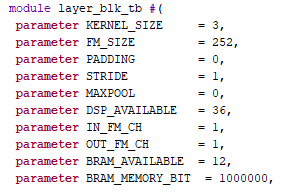 module layer_blk_tb #(
parameter KERNEL_SIZE = 3,
parameter FM_SIZE = 252,
parameter PADDING = 0,
parameter STRIDE = 1,
parameter MAXPOOL = 0,
parameter DSP_AVAILABLE = 36,
parameter IN_FM_CH = 1,
parameter OUT_FM_CH = 1,
parameter BRAM_AVAILABLE = 12,
parameter BRAM_MEMORY_BIT = 1000000,